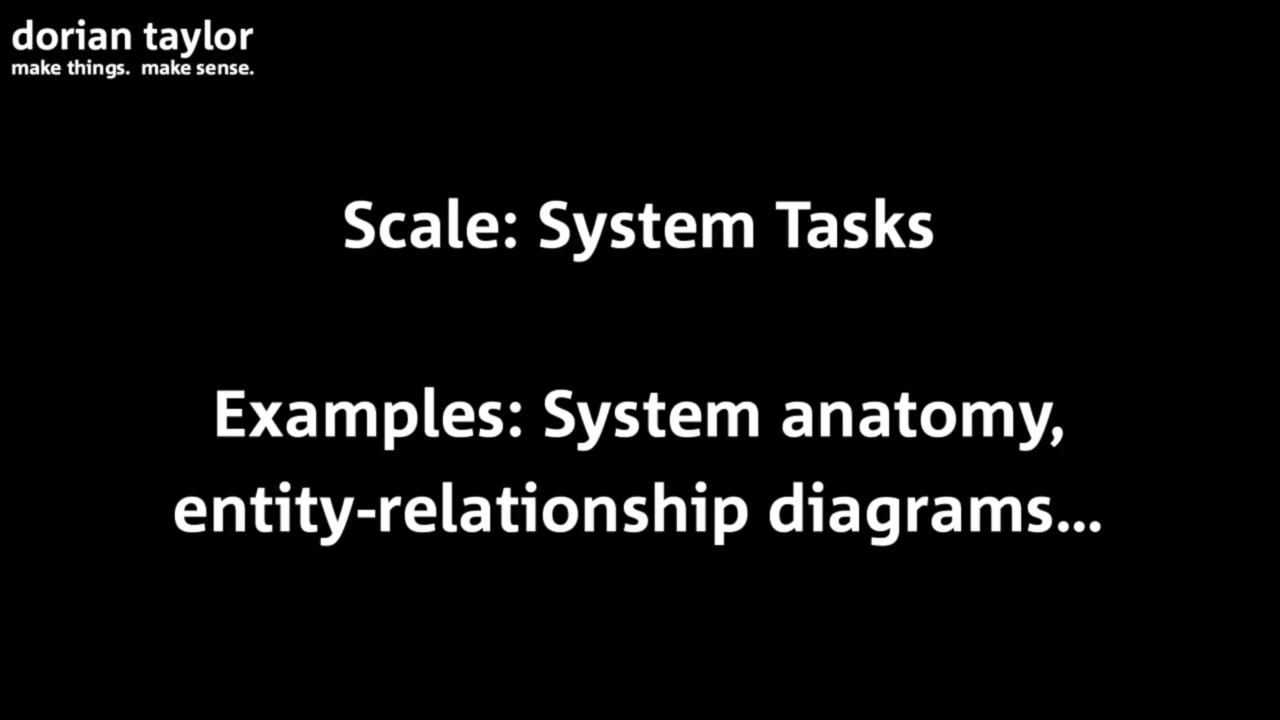 dorian taylor
make things.  make sense.
Scale: System Tasks
Examples: System anatomy,
entity-relationship diagrams...